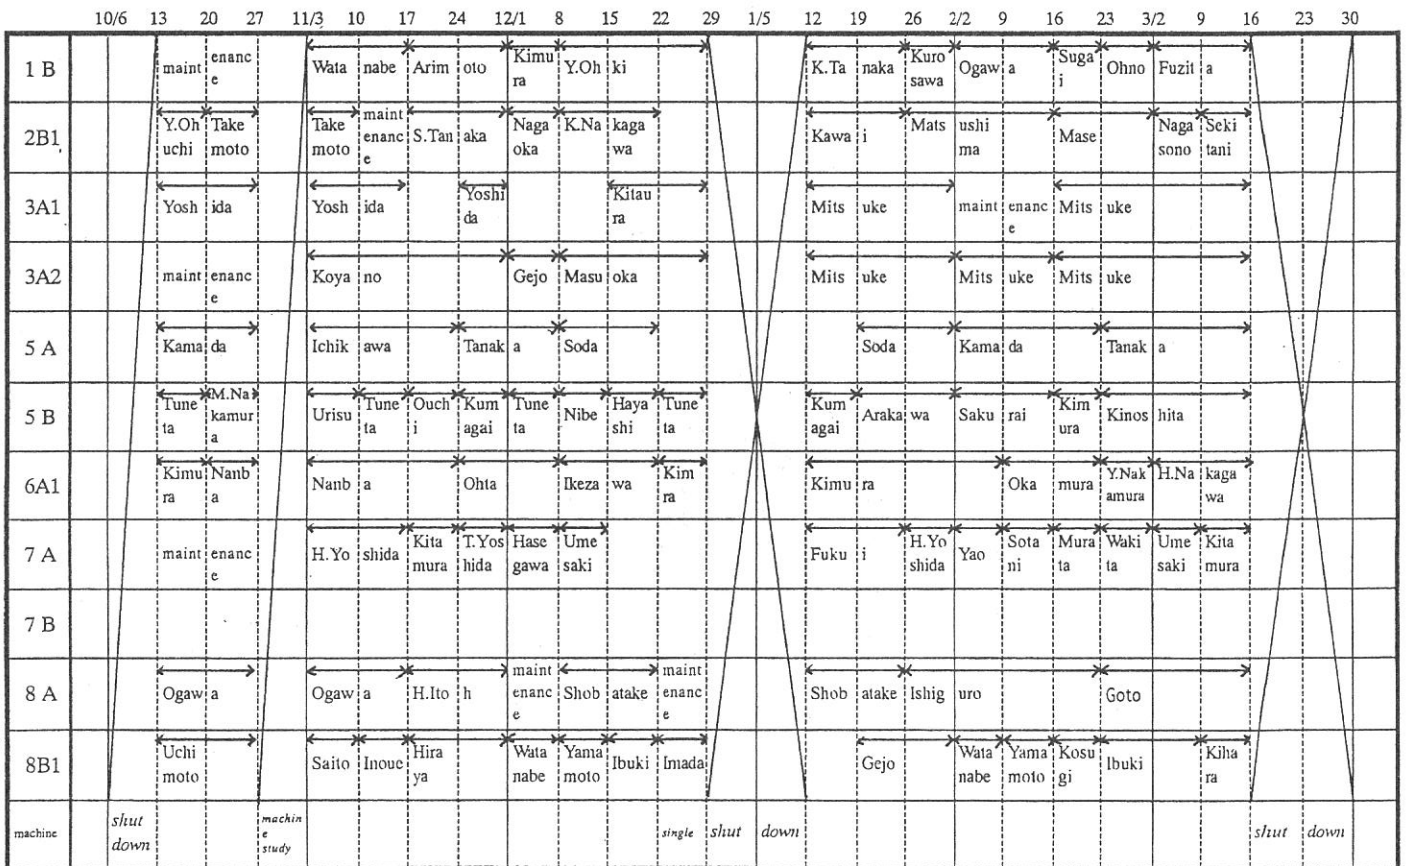 10/6 13 20 27 11/3 10 17 24 12/1 8 15 22 29 1/5 12 19 26 2/2 9 16 23 3/2 9 16 23 30
1 B maint enanc e Wata nabe Arim oto Kimu ra Y.Oh ki K.Ta naka Kuro sawa Ogaw a Suga i Ohno Fuzit a
2B1 Y.Oh uchi Take moto Take moto maint enanc e S.Tan aka Naga oka K.Na kaga wa Kawa i Mats ushi ma Mase Naga sono Seki tani
3A1 Yosh ida Yosh ida Yoshi da Kitau ra Mits uke maint enanc e Mits uke
3A2 maint enanc e Koya no Gejo Masu oka Mits uke Mits uke Mits uke
5 A Kama da Ichik awa Tanak a Soda Soda Kama da Tanak a
5 B Tune ta M.Na kamur a Urisu Tune ta Ouch i Kum agai Tune ta Nibe Haya shi Tune ta Kum agai Araka wa Saku rai Kim ura Kinos hita
6A1 Kimu ra Nanb a Nanb a Ohta Ikeza wa Kim ra Kimu ra Oka mura Y.Nak amura H.Na kaga wa
7 A maint enanc e H.Yo shida Kita mura T.Yos hida Hase gawa Ume saki Fuku i H.Yo shida Yao Sota ni Mura ta Waki ta Ume saki Kita mura
7 B
8 A Ogaw a Ogaw a H.Ito h maint enanc e Shob atake maint enanc e Shob atake Ishig uro Goto
8B1 Uchi moto Saito Inoue Hira ya Wata nabe Yama moto Ibuki Imada Gejo Wata nabe Yama moto Kosu gi Ibuki Kiha ra
machine shut down machin e study single shut down shut down